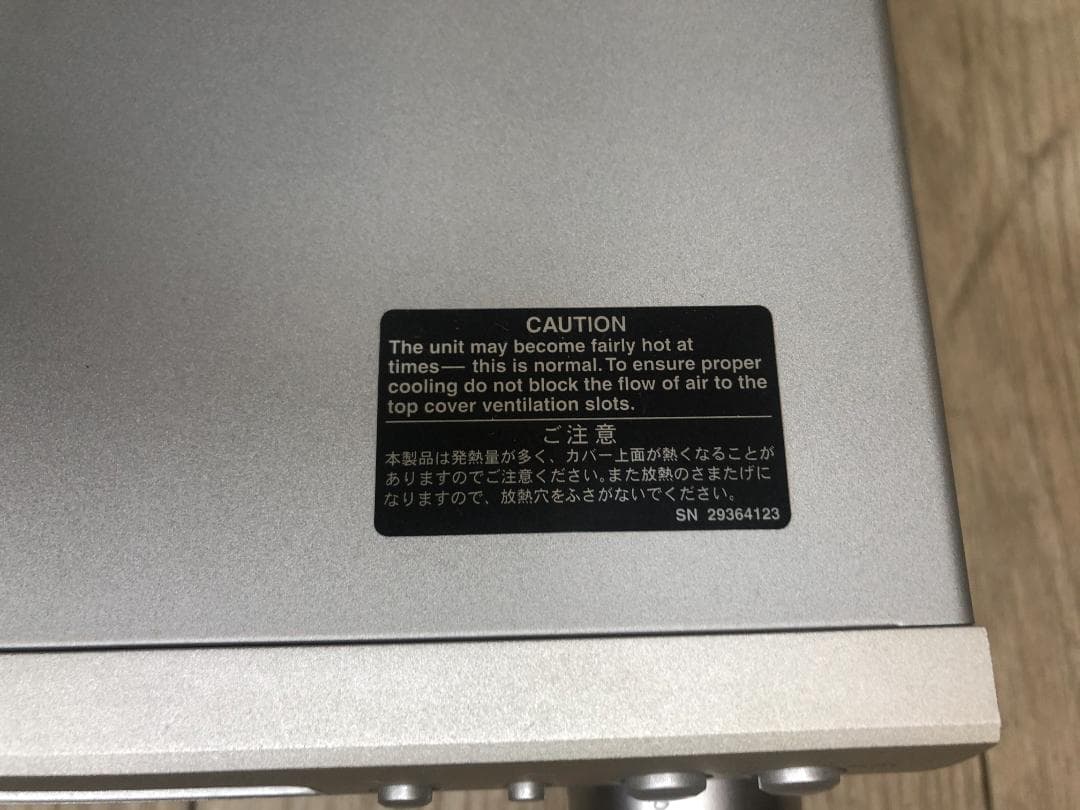 CAUTION
The unit may become fairly hot at
times— this is normal. To ensure proper
cooling do not block the flow of air to the
top cover ventilation slots.
ご注意
本製品は発熱量が多く、カバー上面が熱くなることが
ありますのでご注意ください。また放熱のさまたげに
なりますので、放熱穴をふさがないでください。
SN 29364123